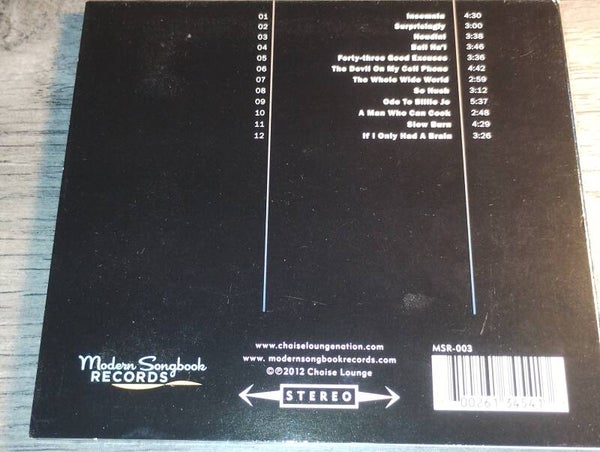 01 Insomnia 4:30
02 Surprisingly 3:00
03 Houdini 3:38
04 Bali Ha'i 3:46
05 Forty-three Good Excuses 3:36
06 The Devil On My Cell Phone 4:42
07 The Whole Wide World 2:59
08 So Much 3:12
09 Ode To Billie Jo 5:37
10 A Man Who Can Cook 2:48
11 Slow Burn 4:29
12 If I Only Had A Brain 3:26
www.chaiseloungenation.com
www. modernsongbookrecords.com
©℗2012 Chaise Lounge
Modern Songbook
RECORDS
STEREO
MSR-003
00261 34541